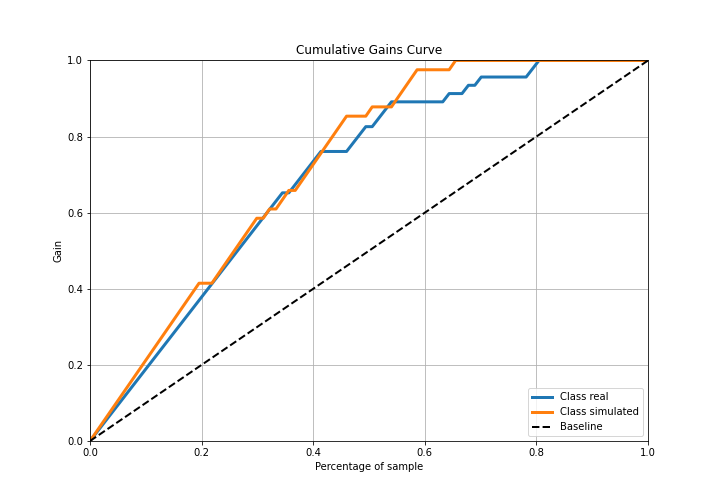 Cumulative Gains Curve
1.0
0.8
0.6
0.4
0.2
0.0
Gain
0.0 0.2 0.4 0.6 0.8 1.0
Percentage of sample
Class real
Class simulated
Baseline